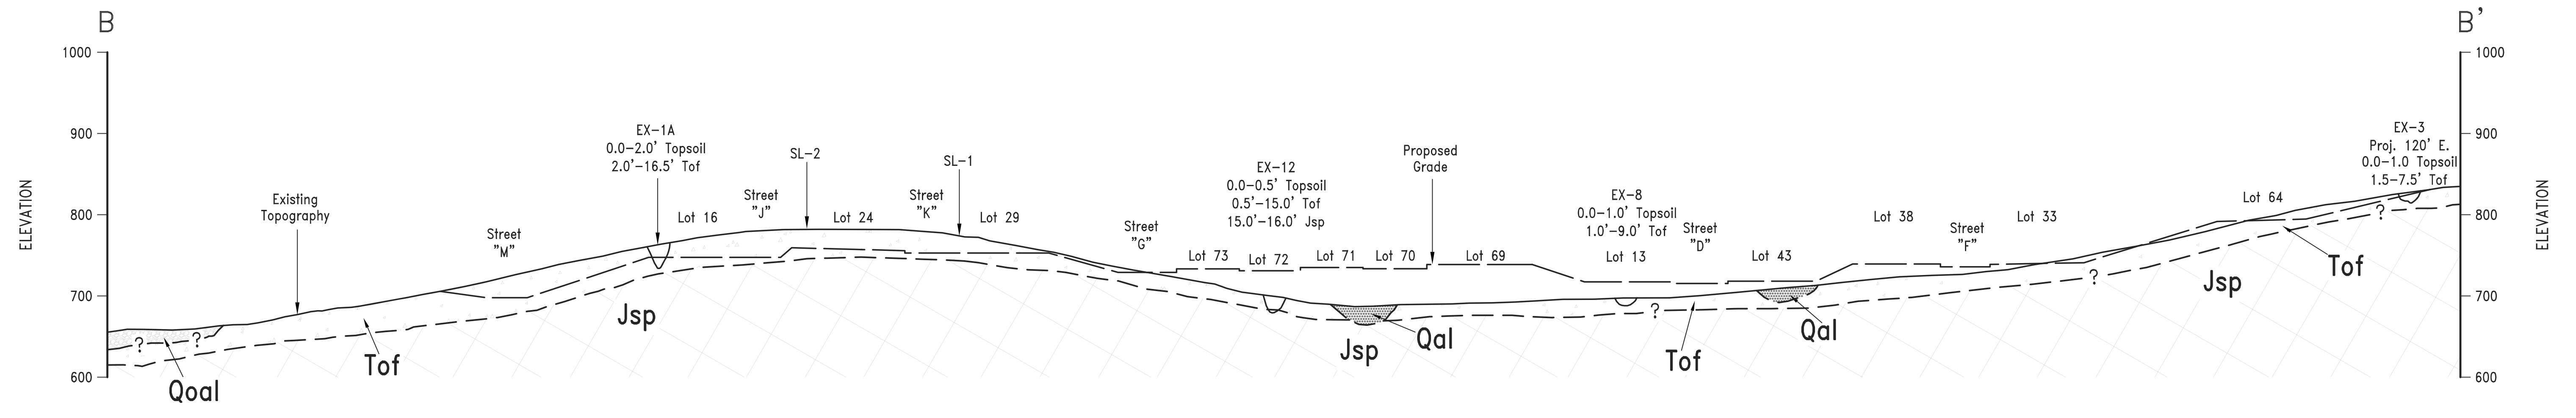 B
B'
1000
900
800
700
600
ELEVATION
Existing
Topography
Street
"M"
EX-1A
0.0-2.0' Topsoil
2.0'-16.5' Tof
Lot 16
Street
"J"
SL-2
Lot 24
Street
"K"
SL-1
Lot 29
Street
"G"
Lot 73
EX-12
0.0-0.5' Topsoil
0.5'-15.0' Tof
15.0'-16.0' Jsp
Lot 72
Lot 71
Lot 70
Proposed
Grade
Lot 69
EX-8
0.0-1.0' Topsoil
1.0'-9.0' Tof
Lot 13
Street
"D"
Lot 43
Lot 38
Street
"F"
Lot 33
Lot 64
EX-3
Proj. 120' E.
0.0-1.0 Topsoil
1.5-7.5' Tof
?
?
Qoal
Tof
Jsp
Jsp
Qal
?
Tof
Qal
?
Jsp
?
Tof
1000
900
800
700
600
ELEVATION